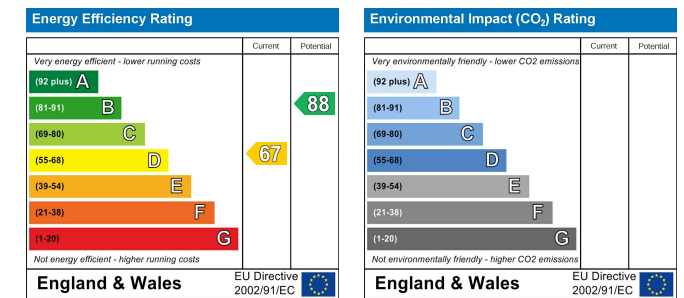 Energy Efficiency Rating
Current Potential
Very energy efficient - lower running costs
(92 plus) A
(81-91) B
88
(69-80) C
(55-68) D
67
(39-54) E
(21-38) F
(1-20) G
Not energy efficient - higher running costs
England & Wales
EU Directive
2002/91/EC
Environmental Impact (CO2) Rating
Current Potential
Very environmentally friendly - lower CO2 emissions
(92 plus) A
(81-91) B
(69-80) C
(55-68) D
(39-54) E
(21-38) F
(1-20) G
Not environmentally friendly - higher CO2 emissions
England & Wales
EU Directive
2002/91/EC